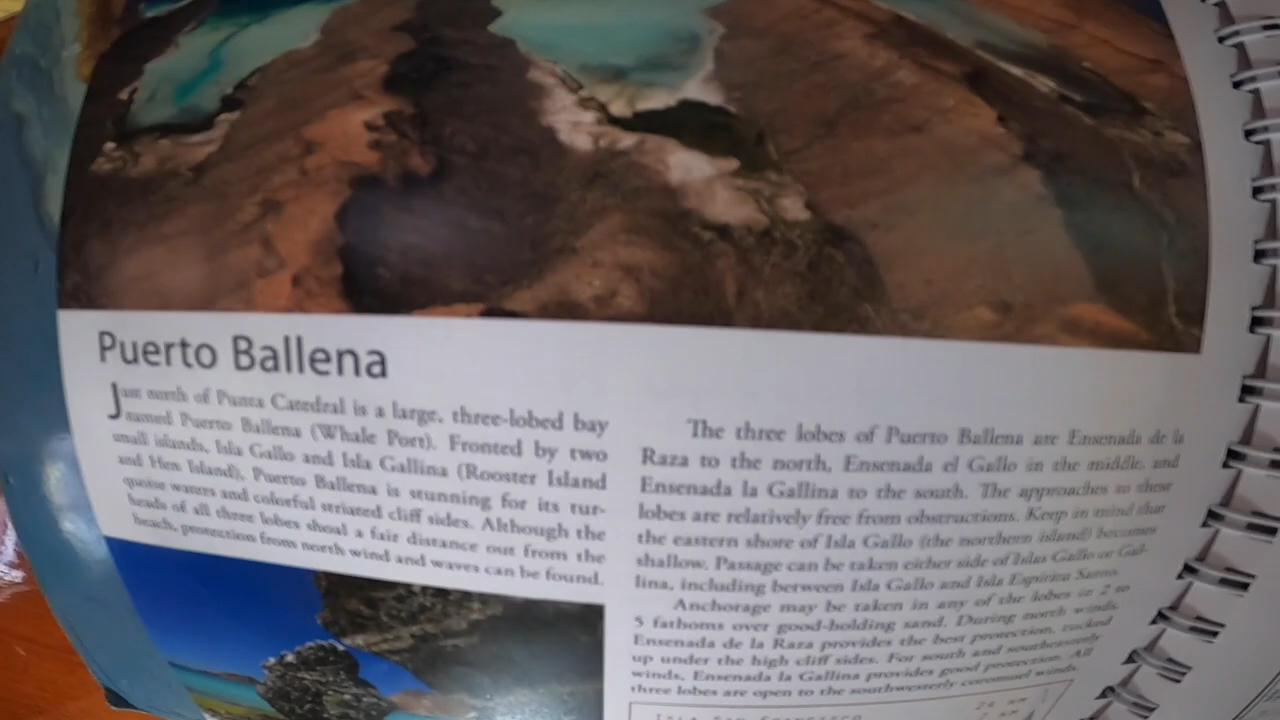 Puerto Ballena
Just north of Punta Catedral is a large, three-lobed bay
named Puerto Ballena (Whale Port). Fronted by two
small islands, Isla Gallo and Isla Gallina (Rooster Island
and Hen Island), Puerto Ballena is stunning for its tur-
quoise waters and colorful striated cliff sides. Although the
heads of all three lobes shoal a fair distance out from the
beach, protection from north wind and waves can be found.
The three lobes of Puerto Ballena are Ensenada de la
Raza to the north, Ensenada el Gallo in the middle, and
Ensenada la Gallina to the south. The approaches to these
lobes are relatively free from obstructions. Keep in mind that
the eastern shore of Isla Gallo (the northern island) becomes
shallow. Passage can be taken either side of Islas Gallo or Gal-
lina, including between Isla Gallo and Isla Espiritu Santo.
Anchorage may be taken in any of the lobes in 2 to
5 fathoms over good-holding sand. During north winds,
Ensenada de la Raza provides the best protection, tucked
up under the high cliff sides. For south and southeasterly
winds, Ensenada la Gallina provides good protection. All
three lobes are open to the southwesterly coromuel winds.
Isla San Francisco